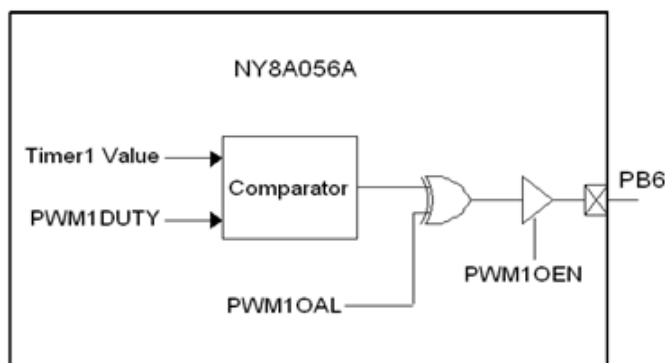 NY8A056A
Timer1 Value
Comparator
PB6
PWM1DUTY
PWM1OEN
PWM1OAL